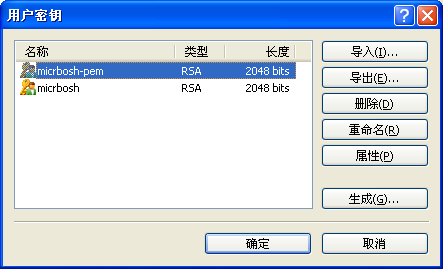 用户密钥
名称 类型 长度
micrbosh-pem RSA 2048 bits
micrbosh RSA 2048 bits
导入(I)...
导出(E)...
删除(D)
重命名(R)
属性(P)
生成(G)...
确定 取消